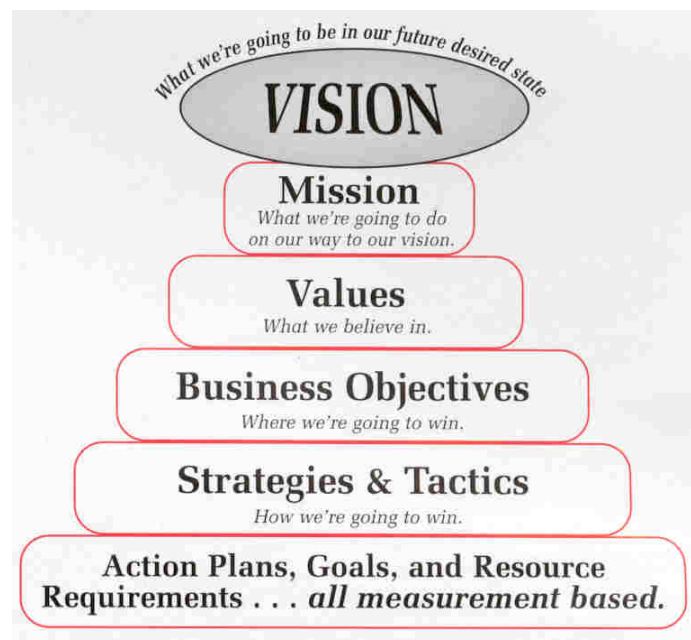 What we're going to be in our future desired state
VISION
Mission
What we're going to do
on our way to our vision.
Values
What we believe in.
Business Objectives
Where we're going to win.
Strategies & Tactics
How we're going to win.
Action Plans, Goals, and Resource
Requirements . . . all measurement based.